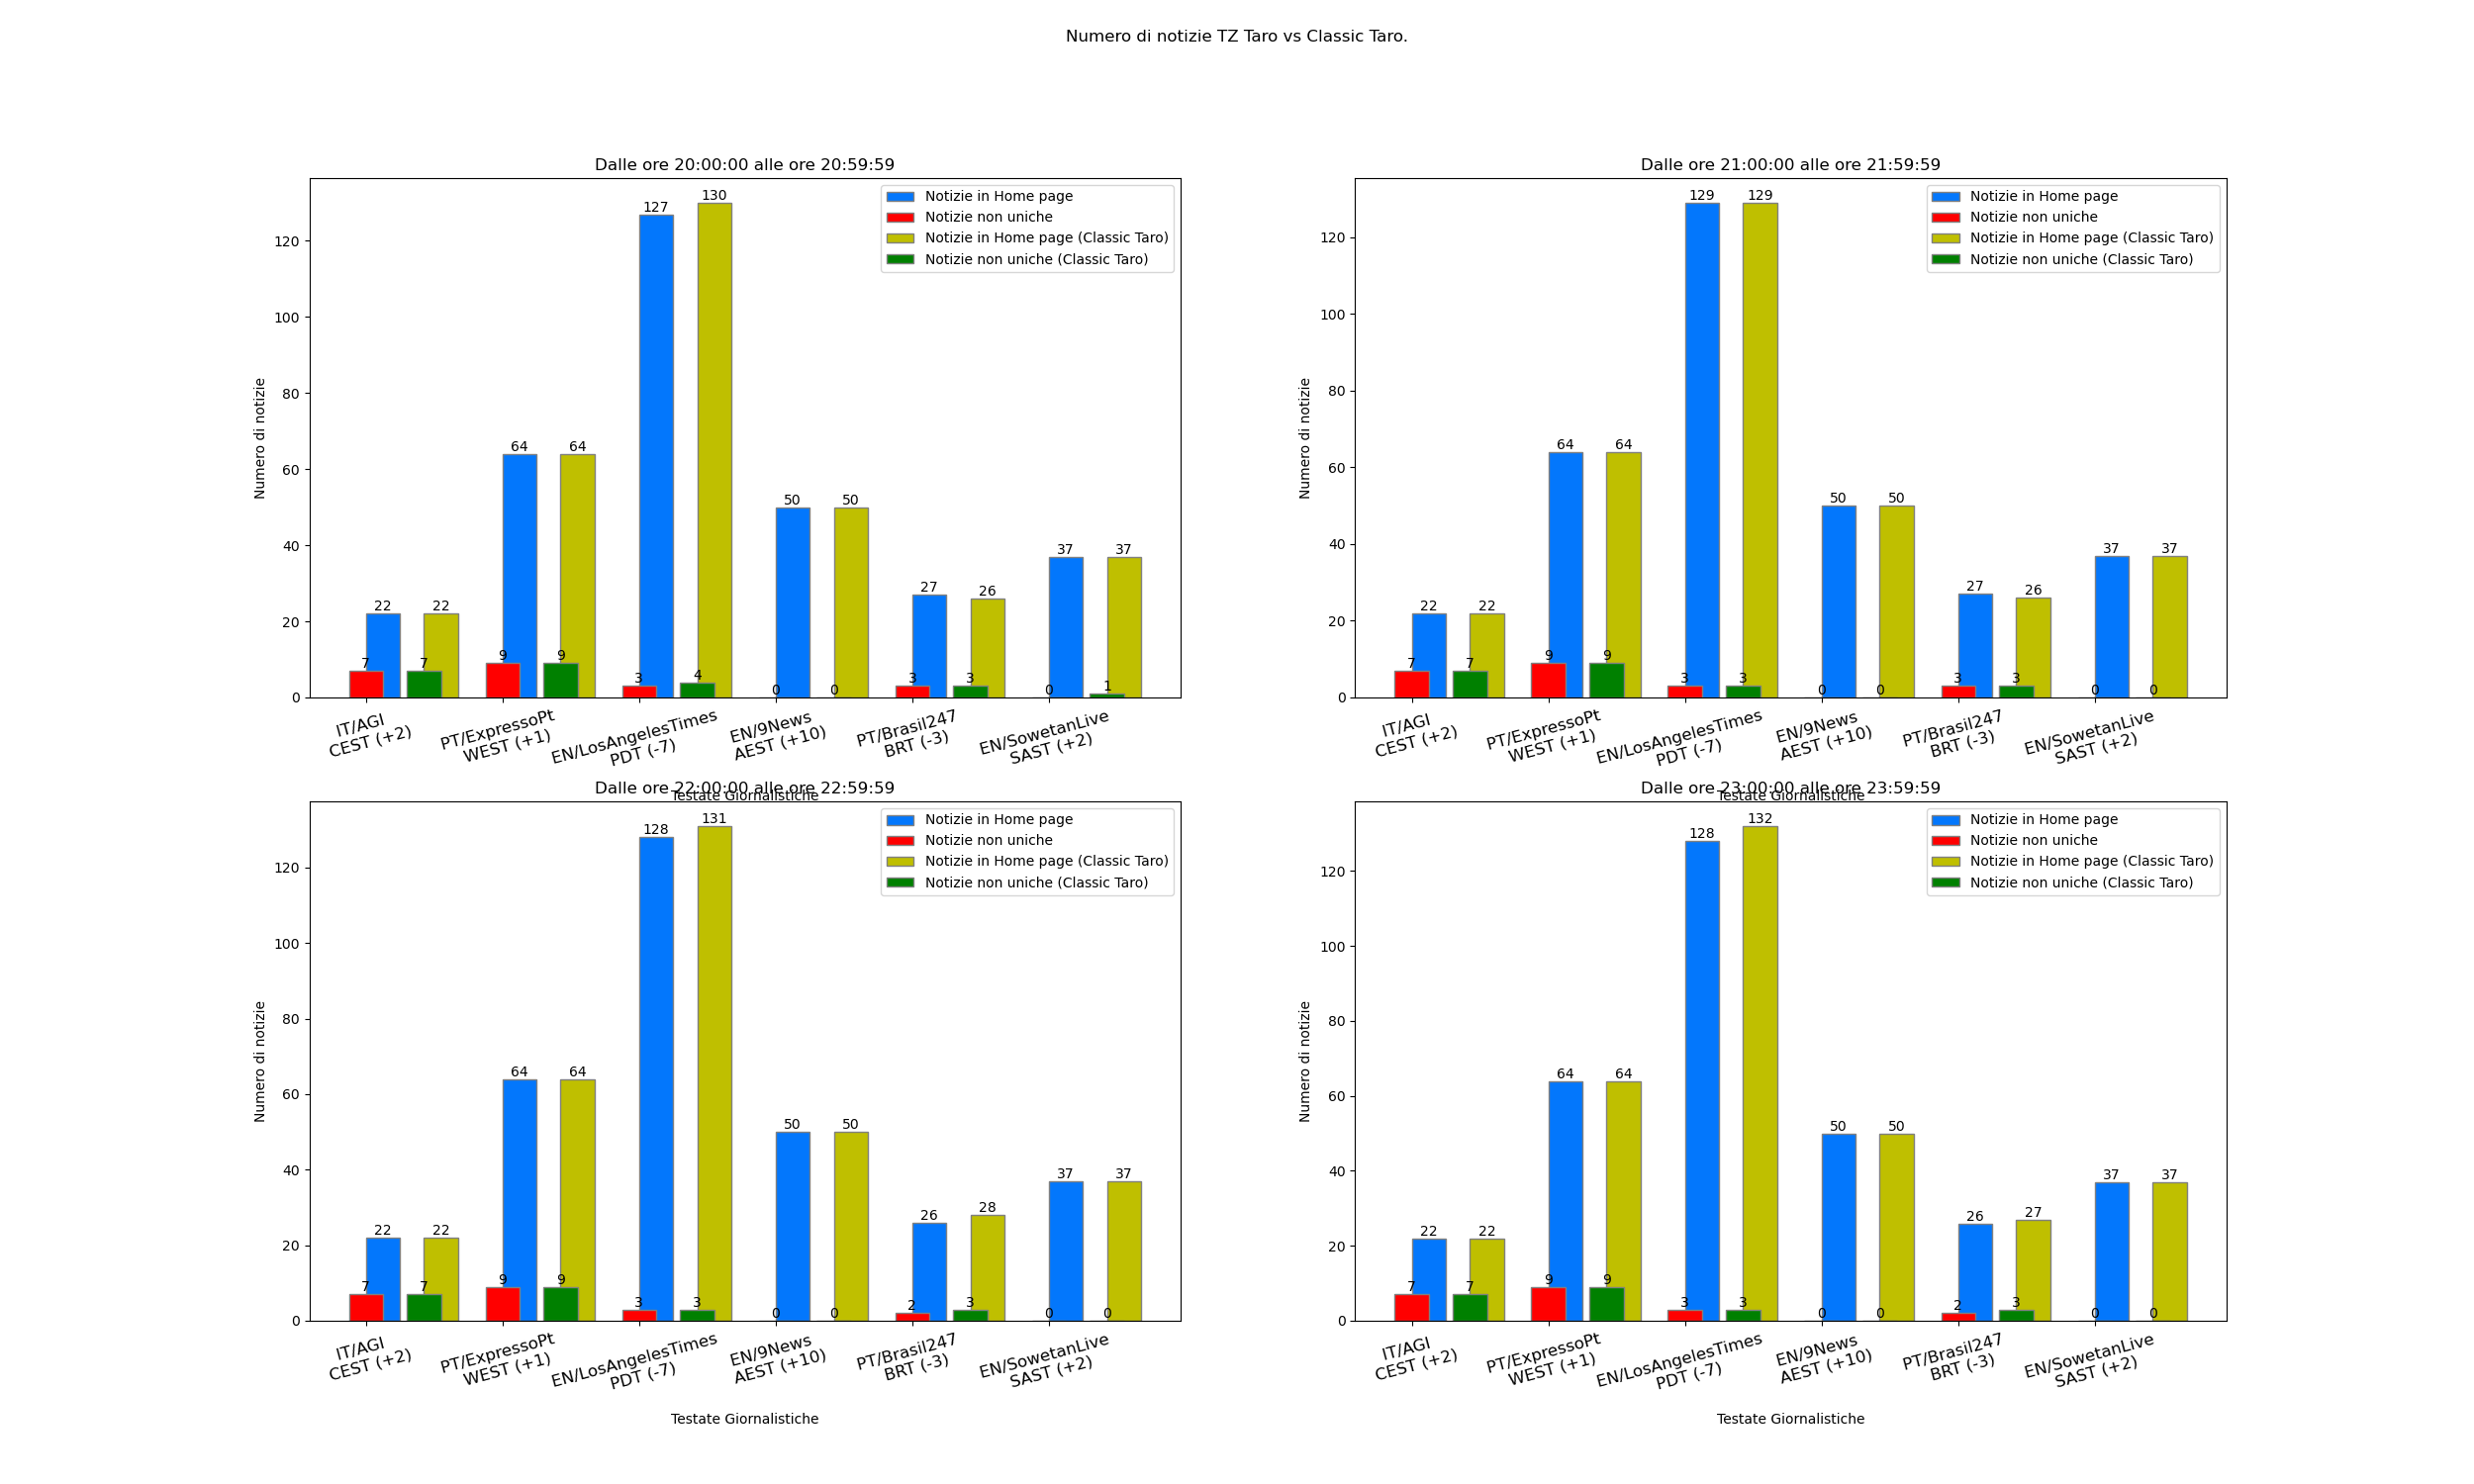 Numero di notizie TZ Taro vs Classic Taro.
Dalle ore 20:00:00 alle ore 20:59:59
Notizie in Home page
Notizie non uniche
Notizie in Home page (Classic Taro)
Notizie non uniche (Classic Taro)
Numero di notizie
120
100
80
60
40
20
0
7 22 7 22
9 64 9 64
3 127 4 130
0 50 0 50
3 27 3 26
0 37 1 37
IT/AGI
CEST (+2)
PT/ExpressoPt
WEST (+1)
EN/LosAngelesTimes
PDT (-7)
EN/9News
AEST (+10)
PT/Brasil247
BRT (-3)
EN/SowetanLive
SAST (+2)
Testate Giornalistiche
Dalle ore 21:00:00 alle ore 21:59:59
Notizie in Home page
Notizie non uniche
Notizie in Home page (Classic Taro)
Notizie non uniche (Classic Taro)
Numero di notizie
120
100
80
60
40
20
0
7 22 7 22
9 64 9 64
3 129 3 129
0 50 0 50
3 27 3 26
0 37 0 37
IT/AGI
CEST (+2)
PT/ExpressoPt
WEST (+1)
EN/LosAngelesTimes
PDT (-7)
EN/9News
AEST (+10)
PT/Brasil247
BRT (-3)
EN/SowetanLive
SAST (+2)
Testate Giornalistiche
Dalle ore 22:00:00 alle ore 22:59:59
Notizie in Home page
Notizie non uniche
Notizie in Home page (Classic Taro)
Notizie non uniche (Classic Taro)
Numero di notizie
120
100
80
60
40
20
0
7 22 7 22
9 64 9 64
3 128 3 131
0 50 0 50
2 26 3 28
0 37 0 37
IT/AGI
CEST (+2)
PT/ExpressoPt
WEST (+1)
EN/LosAngelesTimes
PDT (-7)
EN/9News
AEST (+10)
PT/Brasil247
BRT (-3)
EN/SowetanLive
SAST (+2)
Testate Giornalistiche
Dalle ore 23:00:00 alle ore 23:59:59
Notizie in Home page
Notizie non uniche
Notizie in Home page (Classic Taro)
Notizie non uniche (Classic Taro)
Numero di notizie
120
100
80
60
40
20
0
7 22 7 22
9 64 9 64
3 128 3 132
0 50 0 50
2 26 3 27
0 37 0 37
IT/AGI
CEST (+2)
PT/ExpressoPt
WEST (+1)
EN/LosAngelesTimes
PDT (-7)
EN/9News
AEST (+10)
PT/Brasil247
BRT (-3)
EN/SowetanLive
SAST (+2)
Testate Giornalistiche